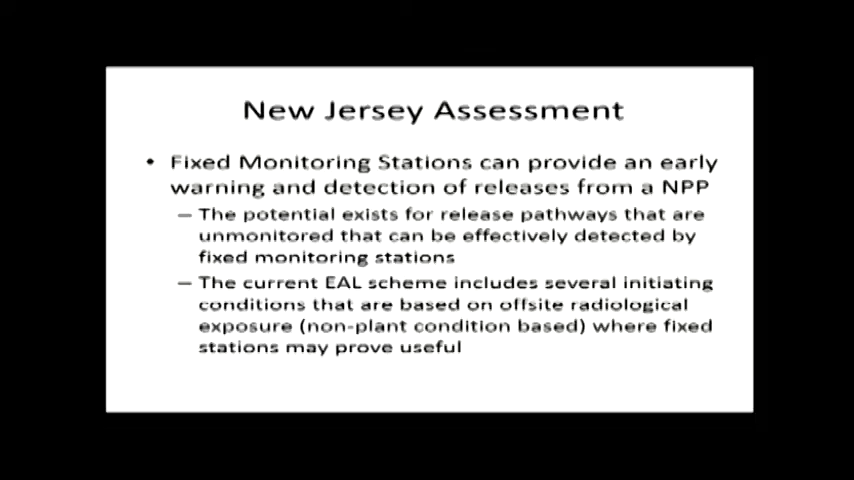 New Jersey Assessment
• Fixed Monitoring Stations can provide an early
warning and detection of releases from a NPP
– The potential exists for release pathways that are
unmonitored that can be effectively detected by
fixed monitoring stations
– The current EAL scheme includes several initiating
conditions that are based on offsite radiological
exposure (non-plant condition based) where fixed
stations may prove useful